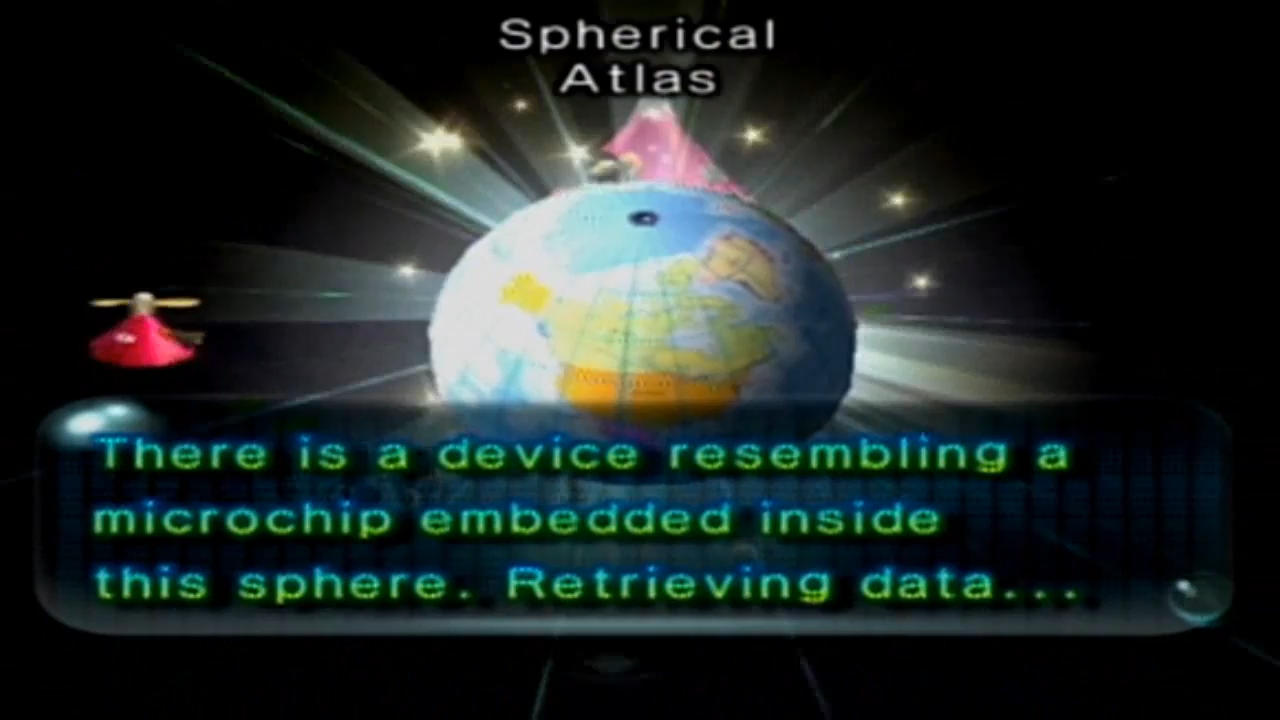 Spherical
Atlas
There is a device resembling a
microchip embedded inside
this sphere. Retrieving data...